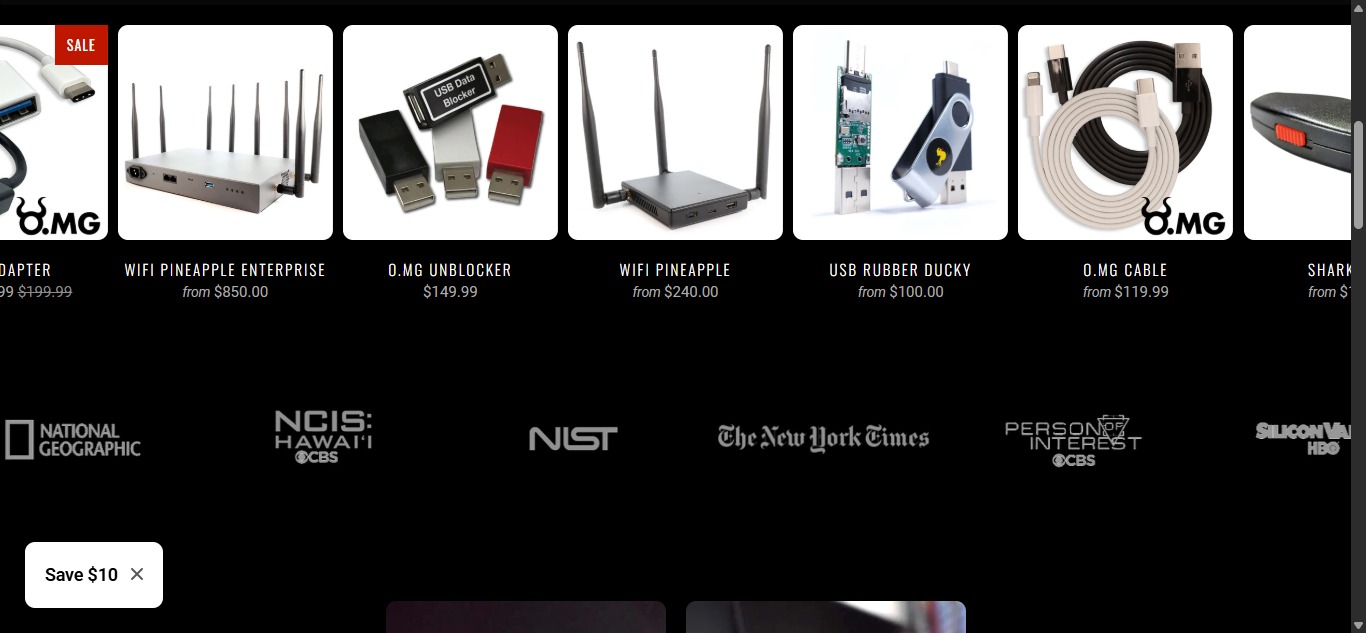 SALE
USB Data
Blocker
O.MG
O.MG
DAPTER
WIFI PINEAPPLE ENTERPRISE
O.MG UNBLOCKER
WIFI PINEAPPLE
USB RUBBER DUCKY
O.MG CABLE
SHARK
99 $199.99
from $850.00
$149.99
from $240.00
from $100.00
from $119.99
from $1
NATIONAL
GEOGRAPHIC
NCIS:
HAWAI'I
CBS
NIST
The New York Times
PERSON OF
INTEREST
CBS
SILICON VA
HBO
Save $10